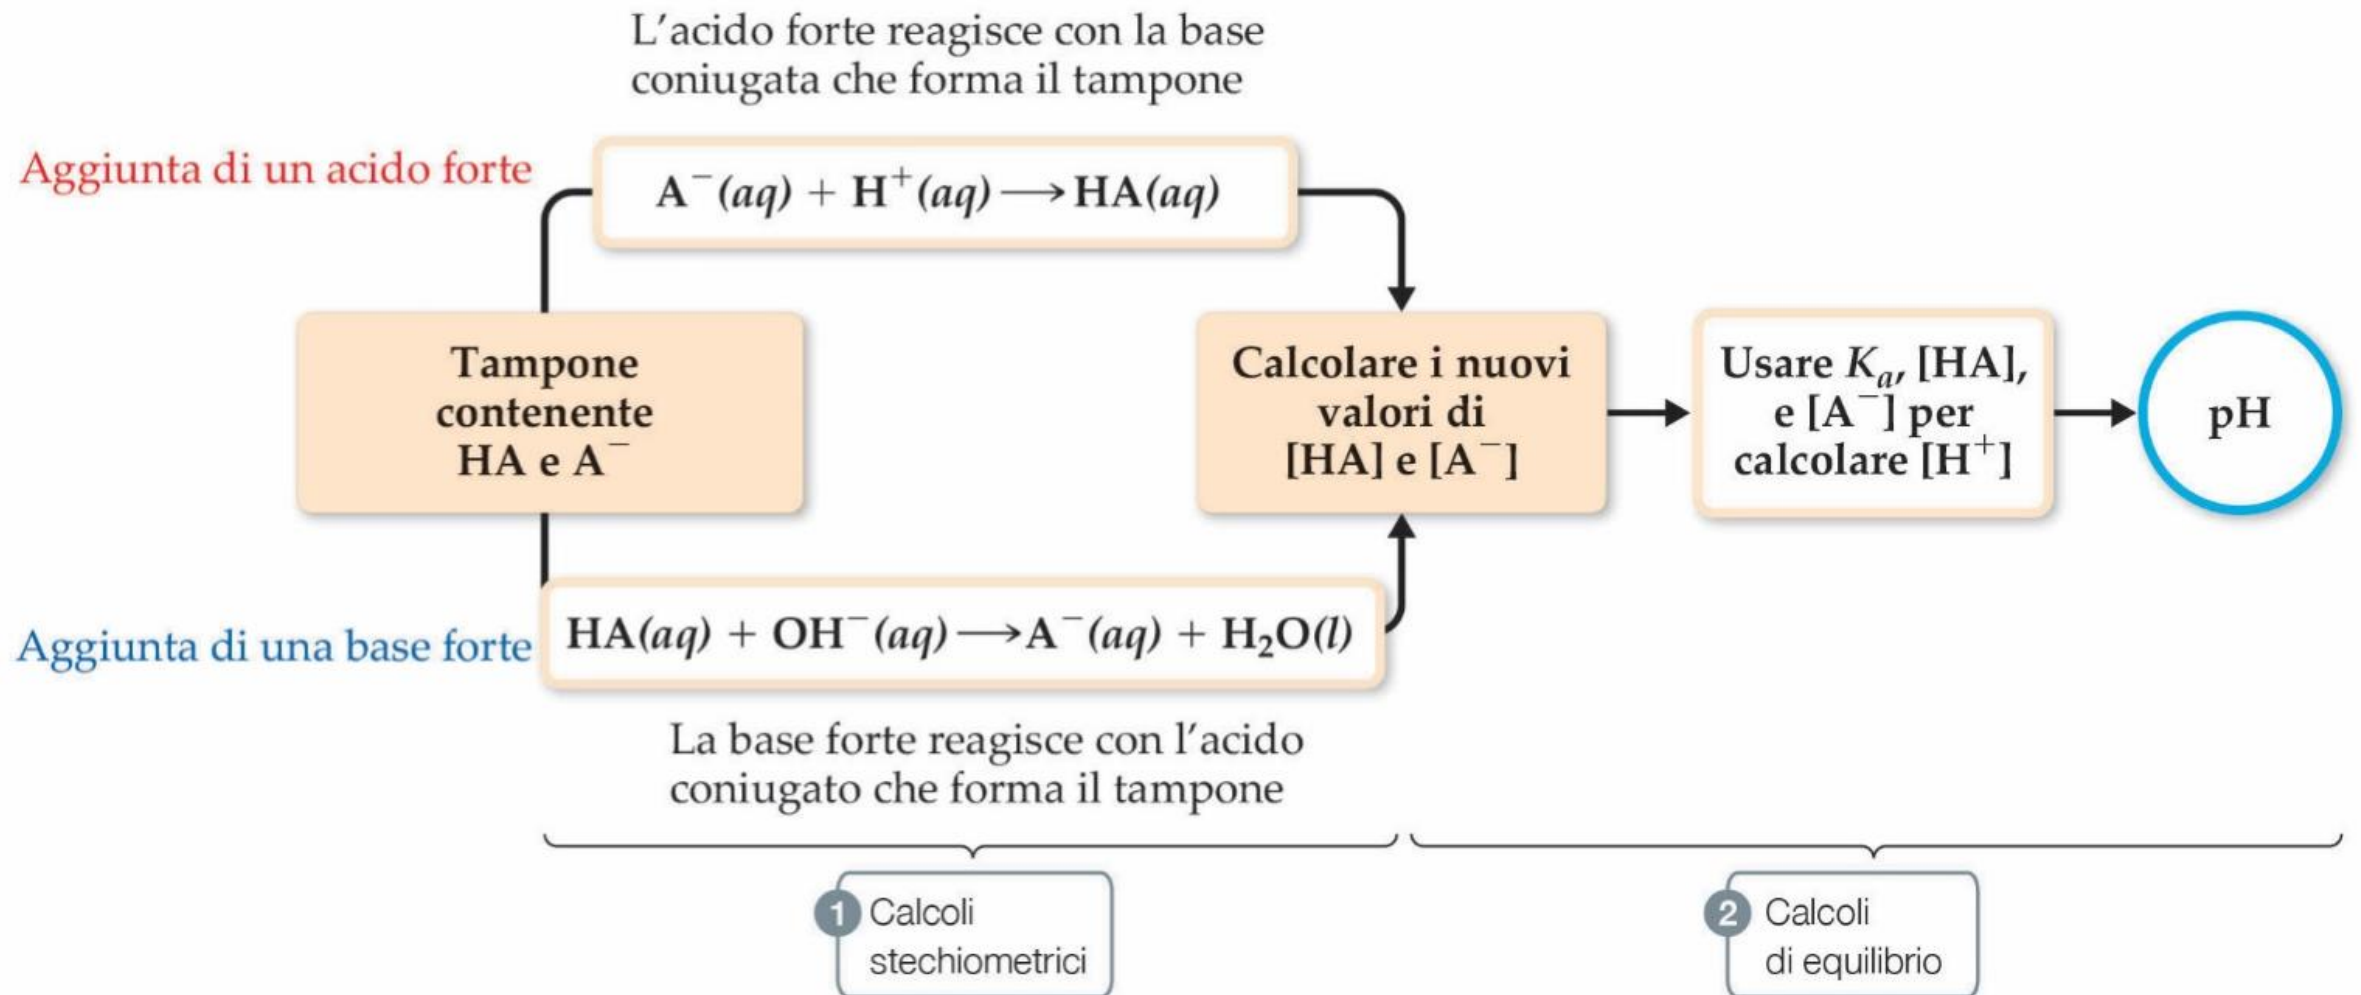 L'acido forte reagisce con la base
coniugata che forma il tampone
Aggiunta di un acido forte
A⁻(aq) + H⁺(aq) ⟶ HA(aq)
Tampone
contenente
HA e A⁻
Calcolare i nuovi
valori di
[HA] e [A⁻]
Usare Kₐ, [HA],
e [A⁻] per
calcolare [H⁺]
pH
Aggiunta di una base forte
HA(aq) + OH⁻(aq) ⟶ A⁻(aq) + H₂O(l)
La base forte reagisce con l'acido
coniugato che forma il tampone
1 Calcoli
stechiometrici
2 Calcoli
di equilibrio